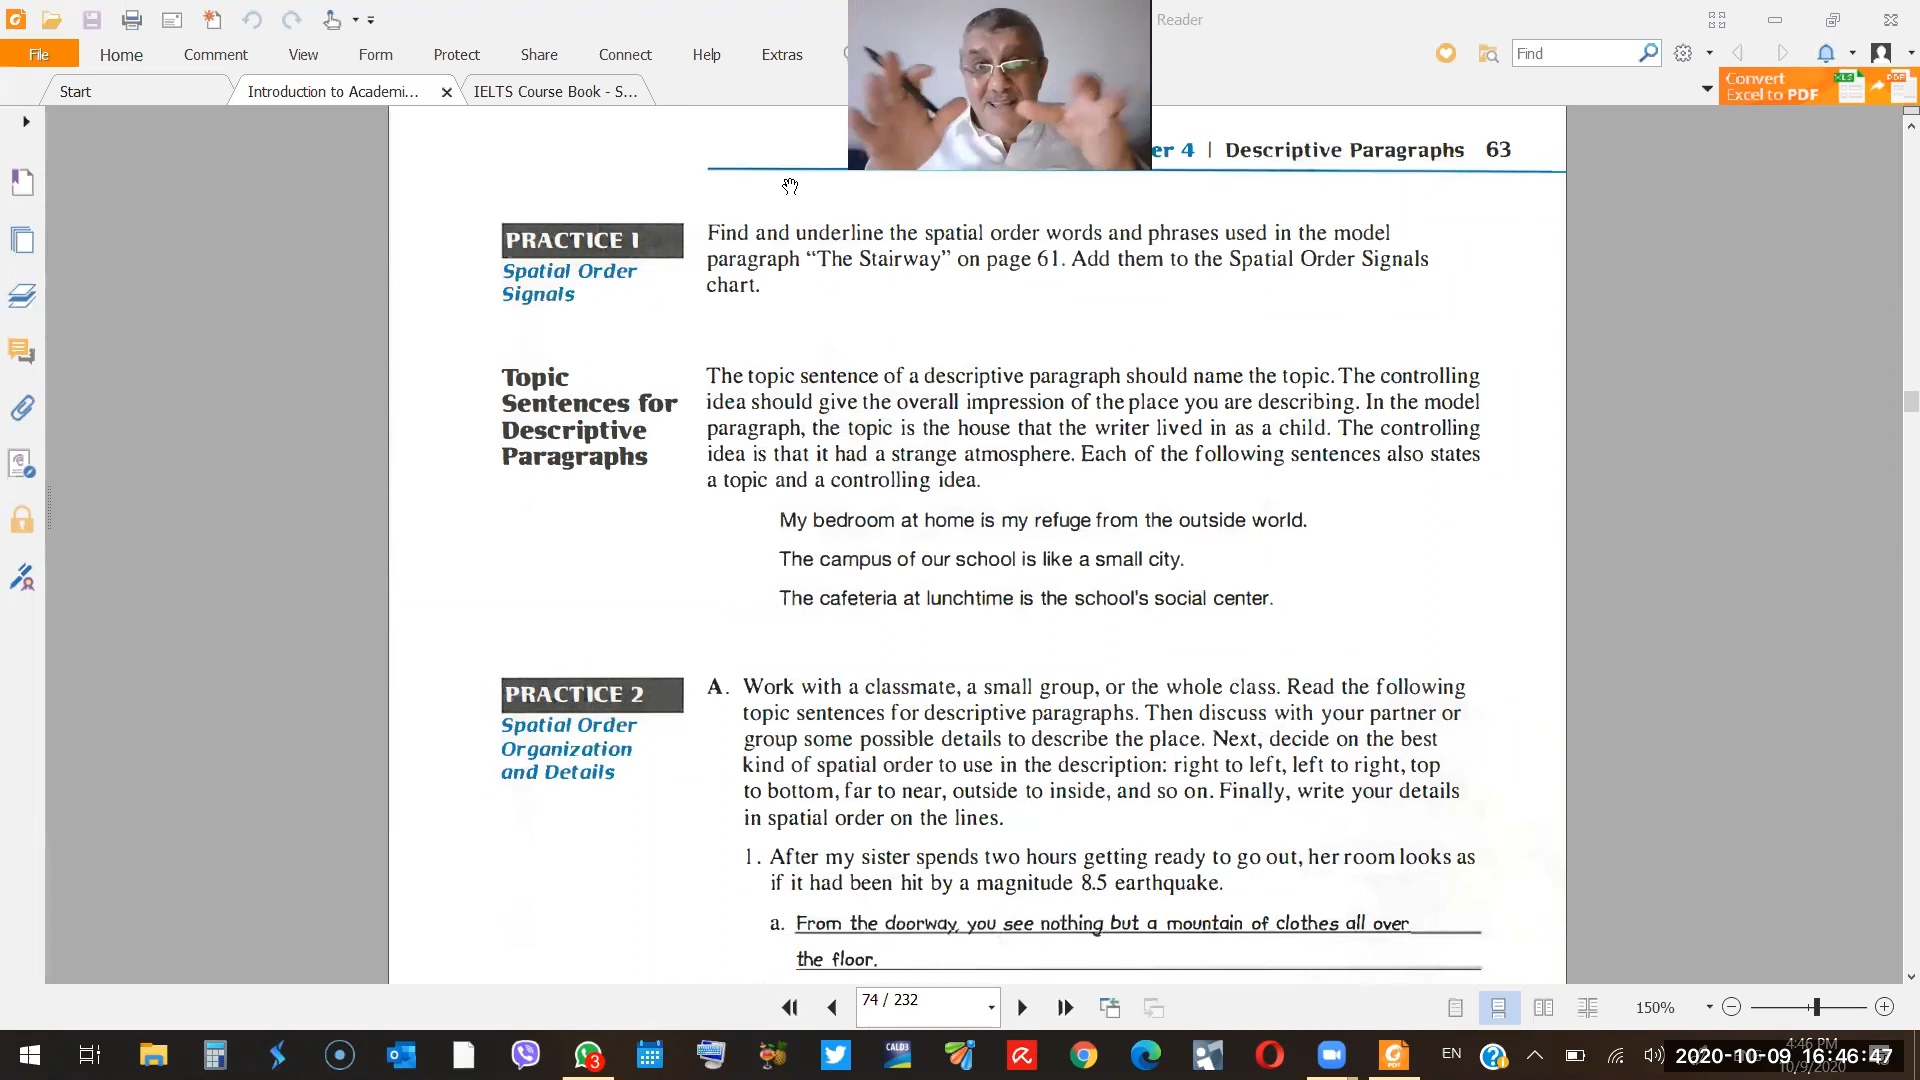 Reader
File Home Comment View Form Protect Share Connect Help Extras
Find
Start
Introduction to Academi...
IELTS Course Book - S...
Convert
Excel to PDF
XLS
PDF
er 4 | Descriptive Paragraphs 63
PRACTICE 1
Spatial Order
Signals
Find and underline the spatial order words and phrases used in the model
paragraph “The Stairway” on page 61. Add them to the Spatial Order Signals
chart.
Topic
Sentences for
Descriptive
Paragraphs
The topic sentence of a descriptive paragraph should name the topic. The controlling
idea should give the overall impression of the place you are describing. In the model
paragraph, the topic is the house that the writer lived in as a child. The controlling
idea is that it had a strange atmosphere. Each of the following sentences also states
a topic and a controlling idea.
My bedroom at home is my refuge from the outside world.
The campus of our school is like a small city.
The cafeteria at lunchtime is the school's social center.
PRACTICE 2
Spatial Order
Organization
and Details
A. Work with a classmate, a small group, or the whole class. Read the following
topic sentences for descriptive paragraphs. Then discuss with your partner or
group some possible details to describe the place. Next, decide on the best
kind of spatial order to use in the description: right to left, left to right, top
to bottom, far to near, outside to inside, and so on. Finally, write your details
in spatial order on the lines.
1. After my sister spends two hours getting ready to go out, her room looks as
if it had been hit by a magnitude 8.5 earthquake.
a. From the doorway, you see nothing but a mountain of clothes all over
the floor.
74 / 232
150%
3
CALD3
PDF
EN
4:46 PM
2020-10-09 16:46:47
10/9/2020